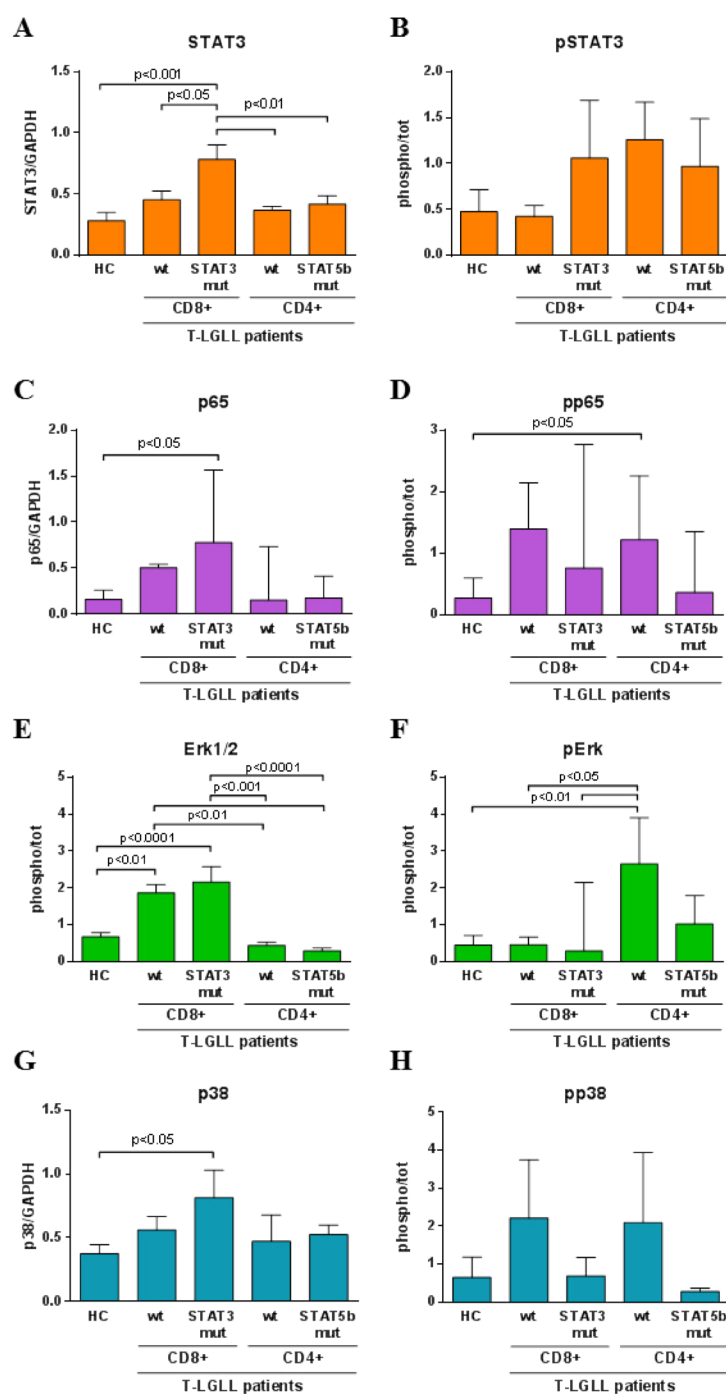 A
STAT3
STAT3/GAPDH
1.5
1.0
0.5
0.0
p<0.001
p<0.05
p<0.01
HC wt STAT3 mut wt STAT5b mut
CD8+ CD4+
T-LGLL patients
B
pSTAT3
phospho/tot
2.0
1.5
1.0
0.5
0.0
HC wt STAT3 mut wt STAT5b mut
CD8+ CD4+
T-LGLL patients
C
p65
p65/GAPDH
2.0
1.5
1.0
0.5
0.0
p<0.05
HC wt STAT3 mut wt STAT5b mut
CD8+ CD4+
T-LGLL patients
D
pp65
phospho/tot
3
2
1
0
p<0.05
HC wt STAT3 mut wt STAT5b mut
CD8+ CD4+
T-LGLL patients
E
Erk1/2
phospho/tot
5
4
3
2
1
0
p<0.0001
p<0.001
p<0.01
p<0.0001
p<0.01
HC wt STAT3 mut wt STAT5b mut
CD8+ CD4+
T-LGLL patients
F
pErk
phospho/tot
5
4
3
2
1
0
p<0.05
p<0.01
HC wt STAT3 mut wt STAT5b mut
CD8+ CD4+
T-LGLL patients
G
p38
p38/GAPDH
1.5
1.0
0.5
0.0
p<0.05
HC wt STAT3 mut wt STAT5b mut
CD8+ CD4+
T-LGLL patients
H
pp38
phospho/tot
5
4
3
2
1
0
HC wt STAT3 mut wt STAT5b mut
CD8+ CD4+
T-LGLL patients